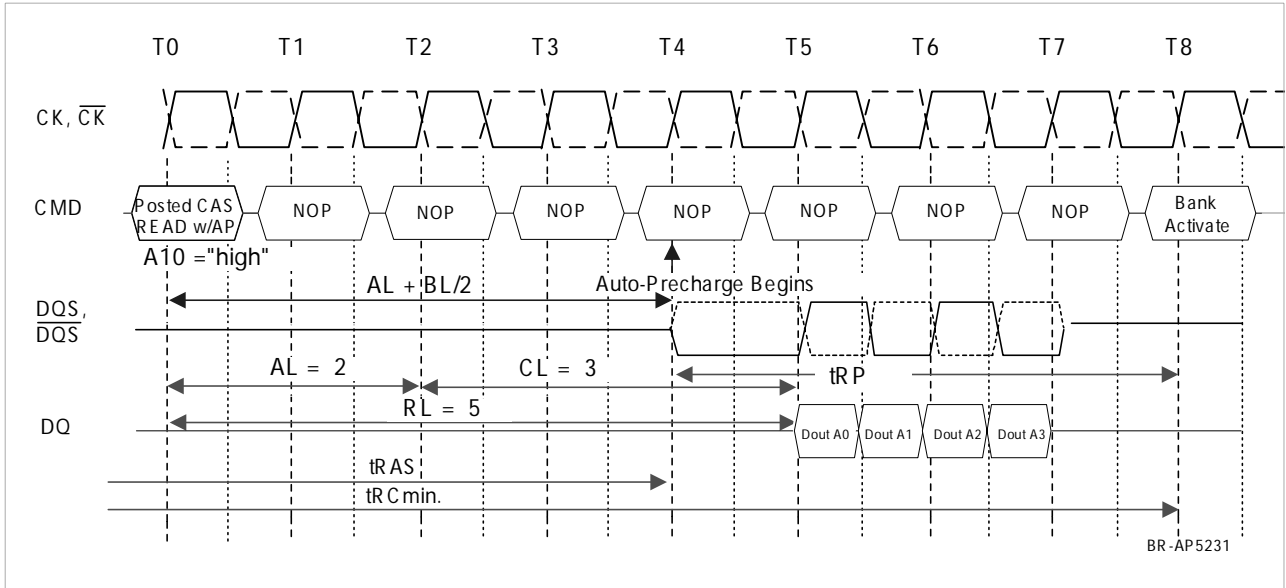 T0 T1 T2 T3 T4 T5 T6 T7 T8
CK, CK
CMD
Posted CAS
READ w/AP
NOP NOP NOP NOP NOP NOP NOP
Bank
Activate
A10 ="high"
AL + BL/2
Auto-Precharge Begins
DQS,
DQS
AL = 2
CL = 3
tRP
RL = 5
DQ
Dout A0 Dout A1 Dout A2 Dout A3
tRAS
tRCmin.
BR-AP5231